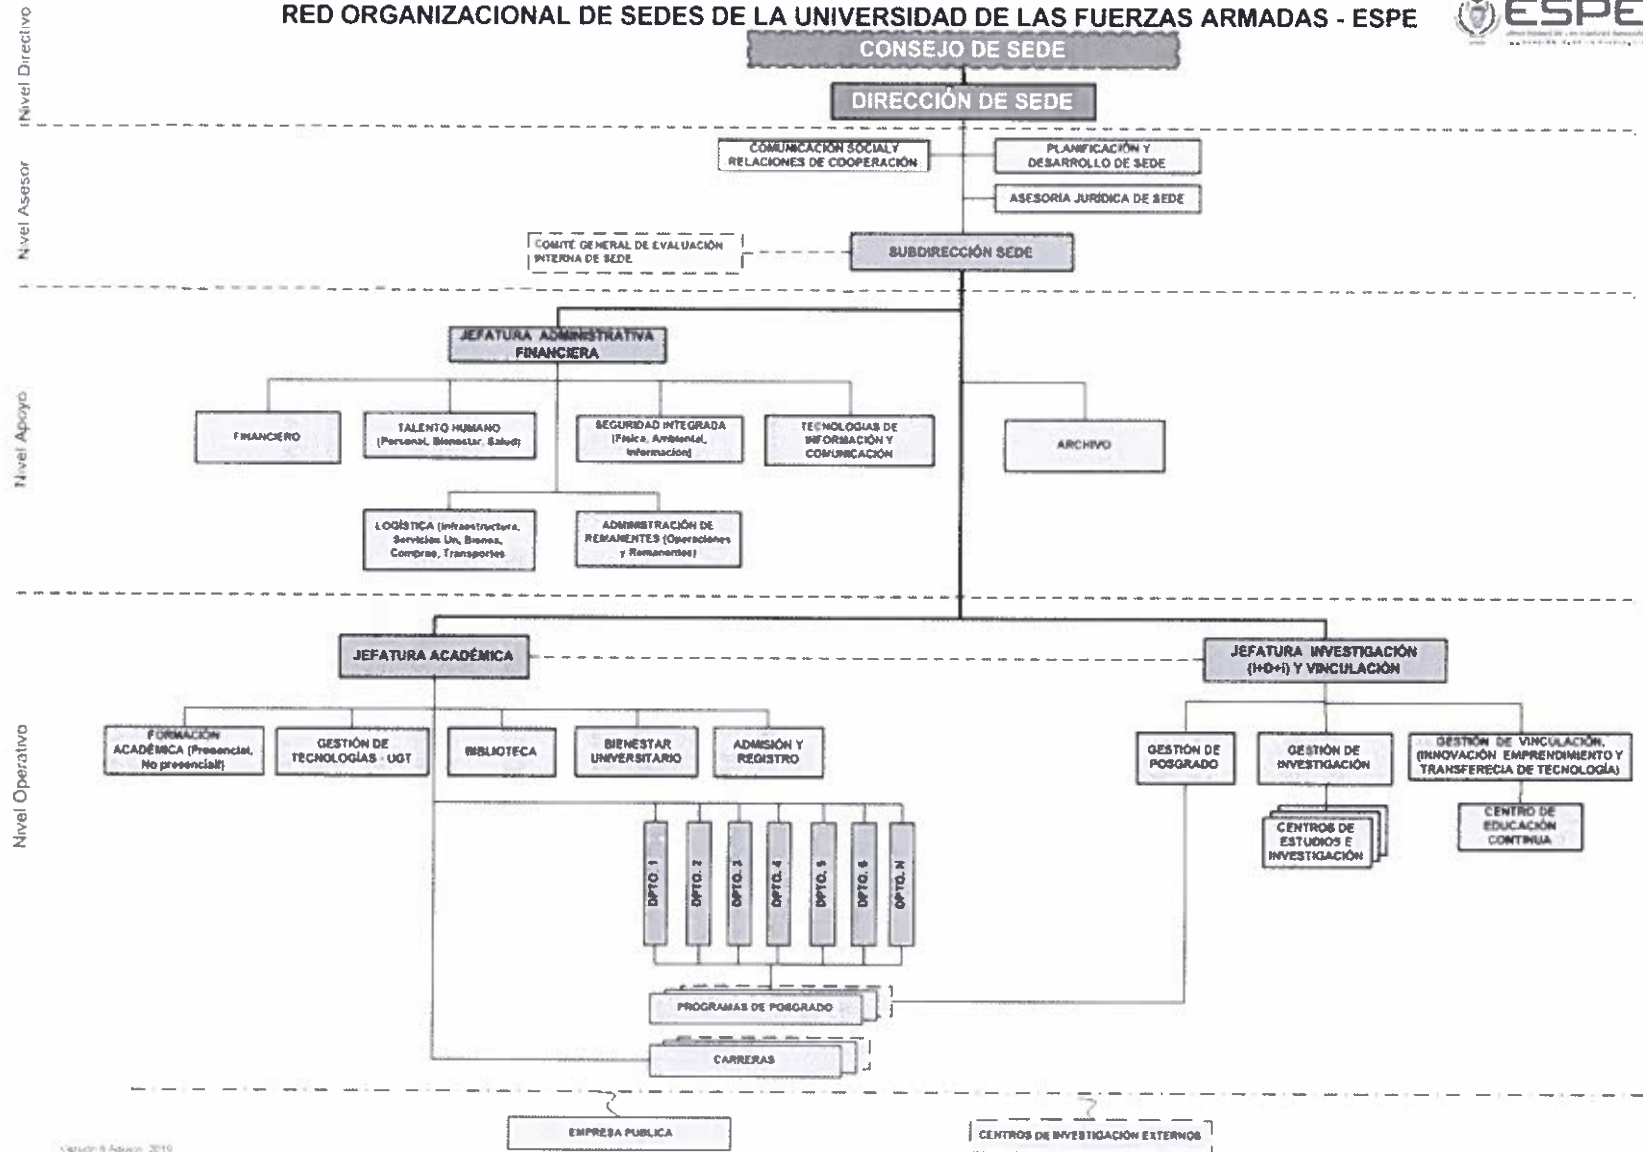 RED ORGANIZACIONAL DE SEDES DE LA UNIVERSIDAD DE LAS FUERZAS ARMADAS - ESPE
ESPE
Nivel Directivo
CONSEJO DE SEDE
DIRECCIÓN DE SEDE
Nivel Asesor
COMUNICACIÓN SOCIAL Y
RELACIONES DE COOPERACIÓN
PLANIFICACIÓN Y
DESARROLLO DE SEDE
ASESORIA JURÍDICA DE SEDE
COMITÉ GENERAL DE EVALUACIÓN
INTERNA DE SEDE
SUBDIRECCIÓN SEDE
Nivel Apoyo
JEFATURA ADMINISTRATIVA
FINANCIERA
FINANCIERO
TALENTO HUMANO
(Personal, Bienestar, Salud)
SEGURIDAD INTEGRADA
(Física, Ambiental,
Información)
TECNOLOGIAS DE
INFORMACIÓN Y
COMUNICACIÓN
ARCHIVO
LOGÍSTICA (Infraestructura,
Servicios Un, Bienes,
Compras, Transportes
ADMINISTRACIÓN DE
REMANENTES (Operaciones
y Remanentes)
Nivel Operativo
JEFATURA ACADÉMICA
JEFATURA INVESTIGACIÓN
(I+D+i) Y VINCULACIÓN
FORMACIÓN
ACADÉMICA (Presencial,
No presencial)
GESTIÓN DE
TECNOLOGÍAS - UGT
BIBLIOTECA
BIENESTAR
UNIVERSITARIO
ADMISIÓN Y
REGISTRO
GESTIÓN DE
POSGRADO
GESTIÓN DE
INVESTIGACIÓN
GESTIÓN DE VINCULACIÓN,
(INNOVACIÓN EMPRENDIMIENTO Y
TRANSFERECIA DE TECNOLOGÍA)
CENTROS DE
ESTUDIOS E
INVESTIGACIÓN
CENTRO DE
EDUCACIÓN
CONTINUA
DPTO. 1
DPTO. 2
DPTO. 3
DPTO. 4
DPTO. 5
DPTO. 6
DPTO. N
PROGRAMAS DE POSGRADO
CARRERAS
EMPRESA PUBLICA
CENTROS DE INVESTIGACIÓN EXTERNOS